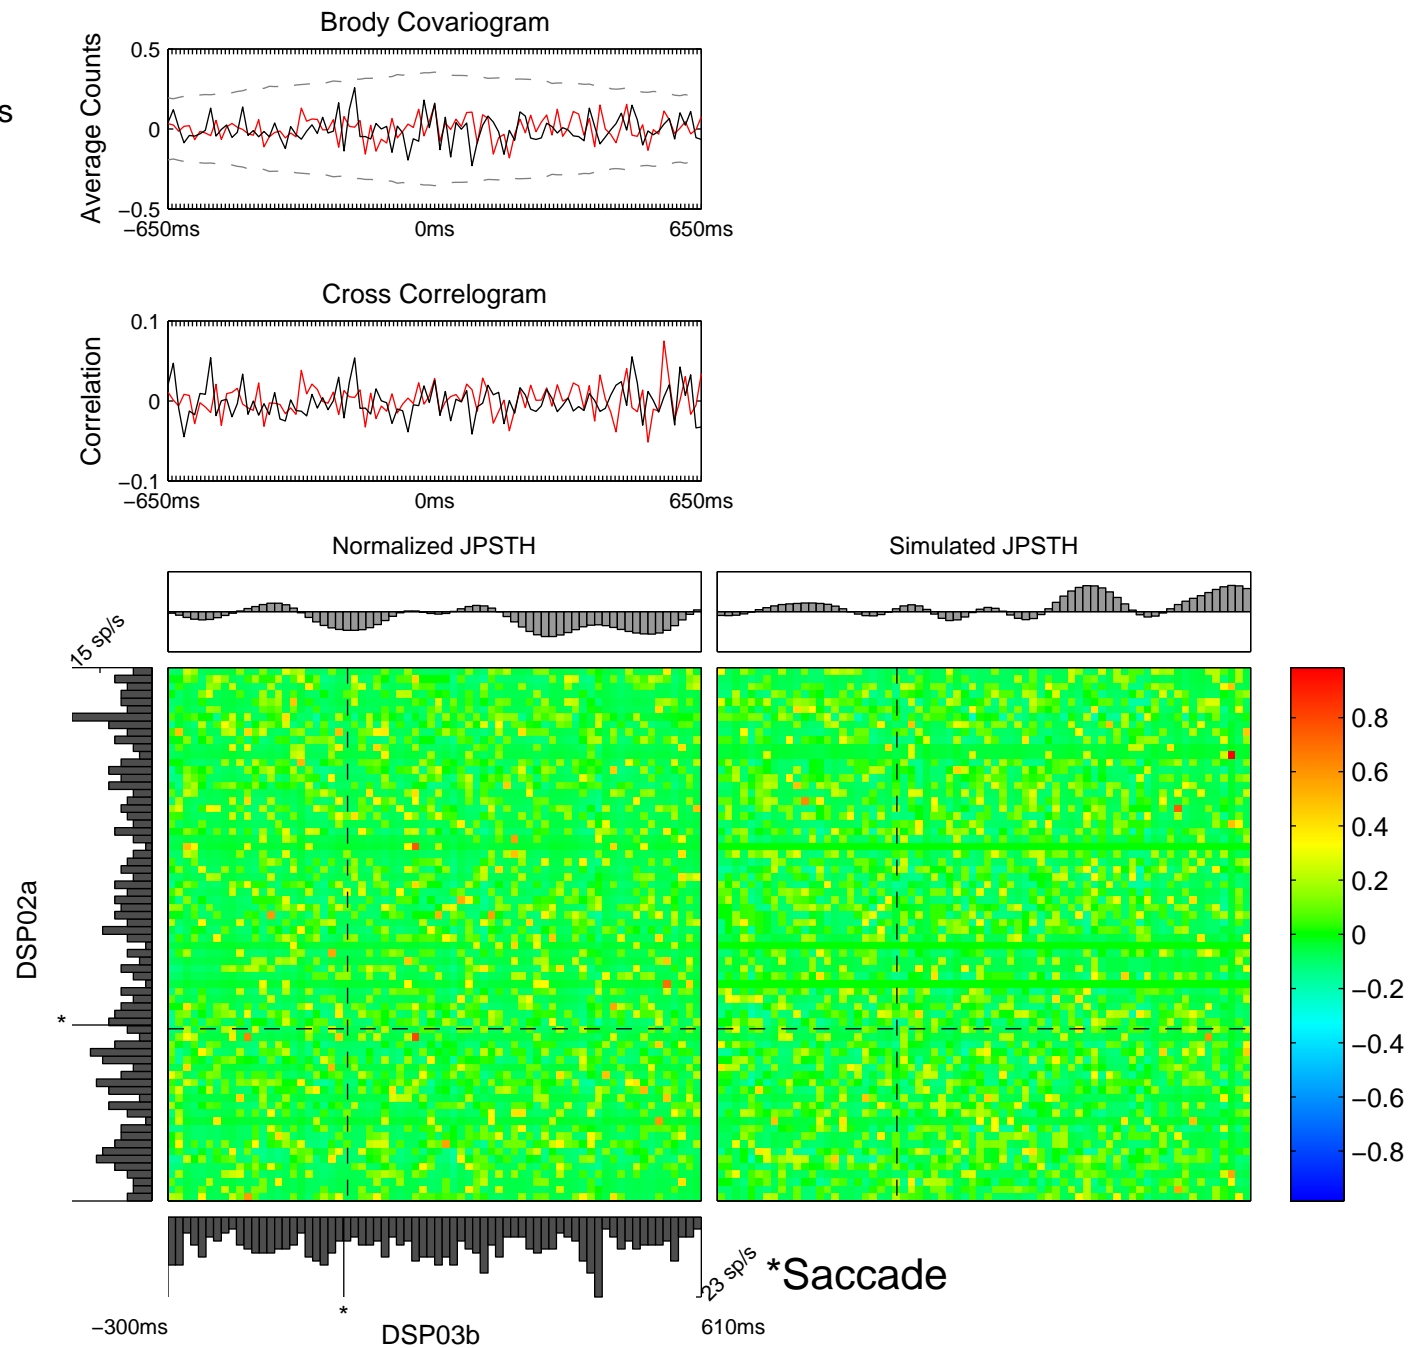 Brody Covariogram
s
Average Counts
0.5
0
−0.5
−650ms
0ms
650ms
Cross Correlogram
Correlation
0.1
0
−0.1
−650ms
0ms
650ms
Normalized JPSTH
Simulated JPSTH
15 sp/s
DSP02a
*
0.8
0.6
0.4
0.2
0
−0.2
−0.4
−0.6
−0.8
23 sp/s
*Saccade
*
−300ms
DSP03b
610ms